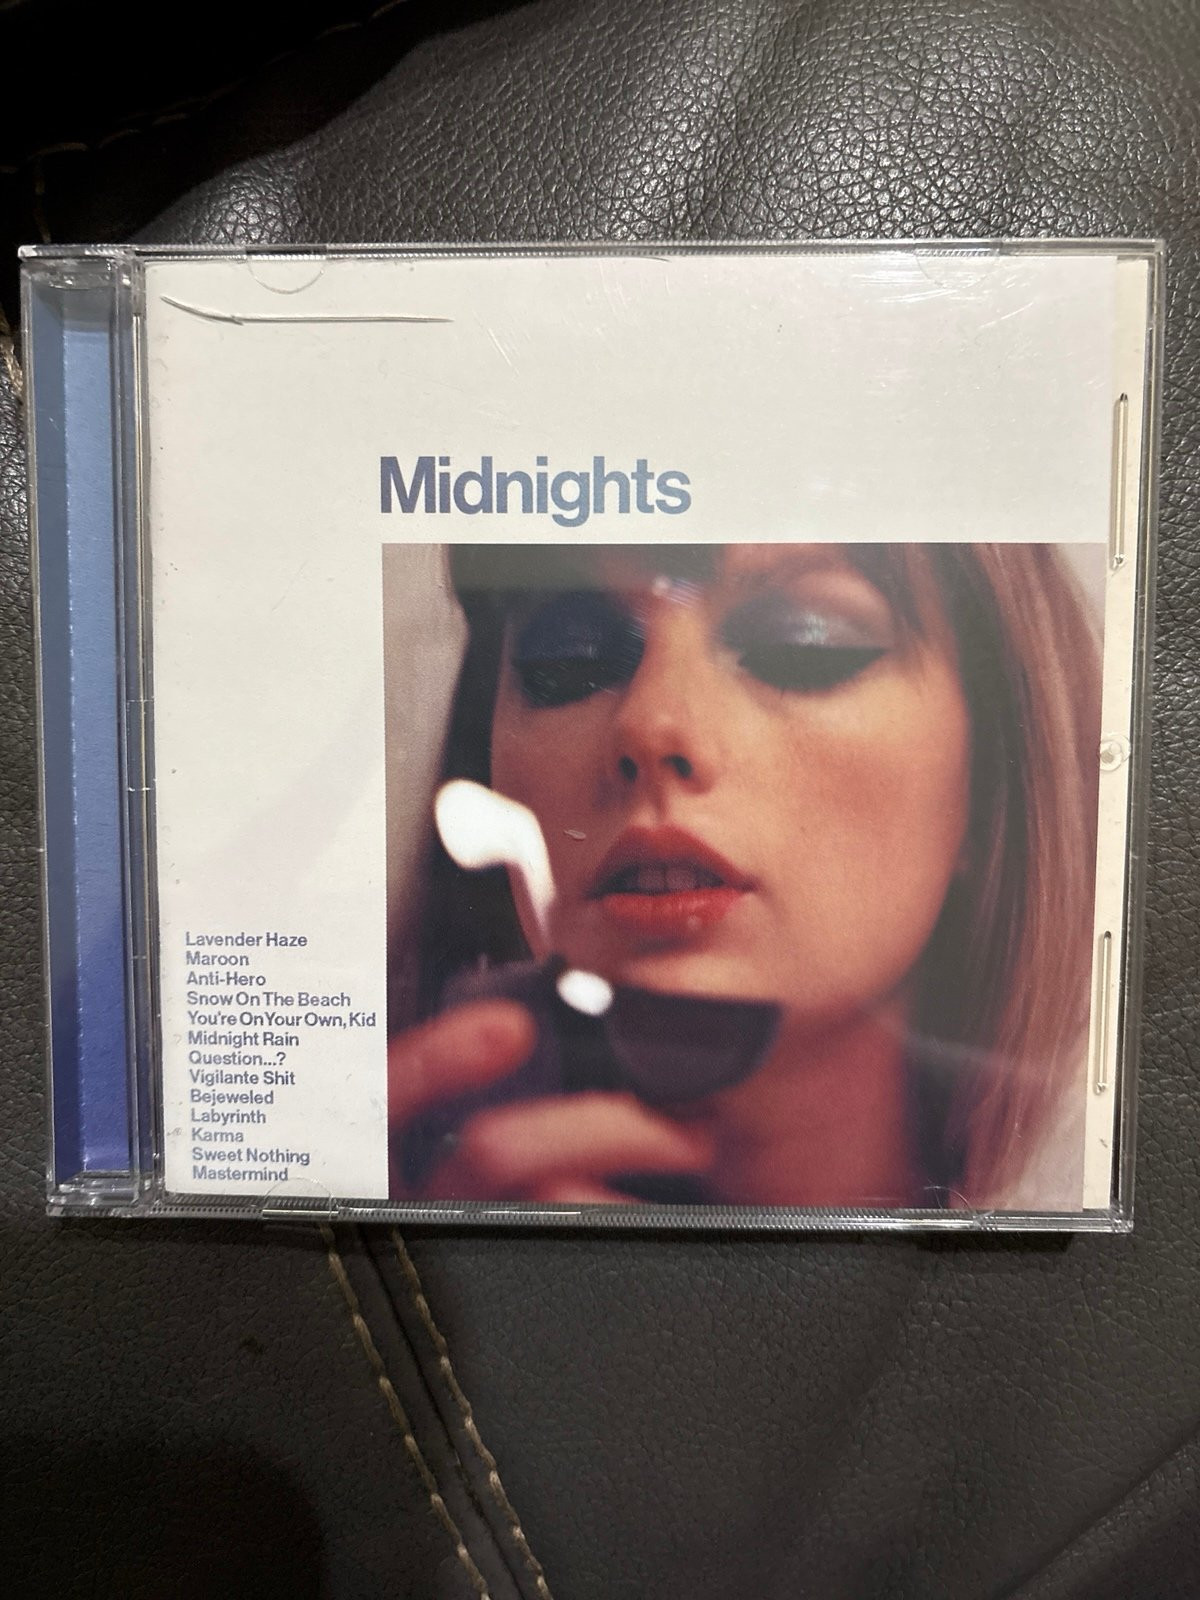 Midnights
Lavender Haze
Maroon
Anti-Hero
Snow On The Beach
You're On Your Own, Kid
Midnight Rain
Question...?
Vigilante Shit
Bejeweled
Labyrinth
Karma
Sweet Nothing
Mastermind